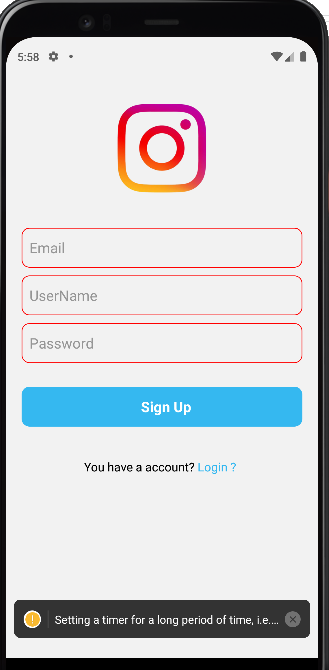 5:58
Email
UserName
Password
Sign Up
You have a account? Login ?
Setting a timer for a long period of time, i.e....